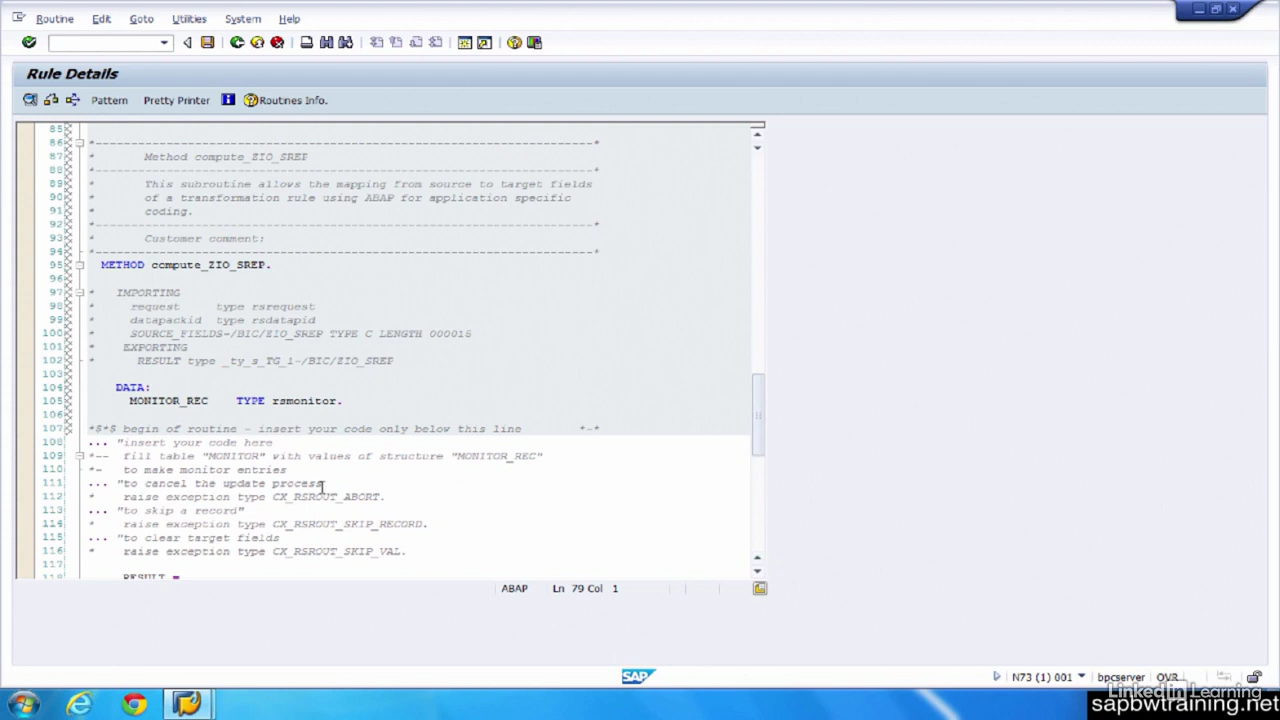 Routine Edit Goto Utilities System Help
Rule Details
Pattern Pretty Printer Routines Info.
85
86 *----------------------------------------------------------------------*
87 * Method compute_ZIO_SREP
88 *----------------------------------------------------------------------*
89 * This subroutine allows the mapping from source to target fields
90 * of a transformation rule using ABAP for application specific
91 * coding.
92 *----------------------------------------------------------------------*
93 * Customer comment:
94 *----------------------------------------------------------------------*
95 METHOD compute_ZIO_SREP.
96
97 * IMPORTING
98 * request type rsrequest
99 * datapackid type rsdatapid
100 * SOURCE_FIELDS-/BIC/ZIO_SREP TYPE C LENGTH 000015
101 * EXPORTING
102 * RESULT type _ty_s_TG_1-/BIC/ZIO_SREP
103
104 DATA:
105 MONITOR_REC TYPE rsmonitor.
106
107 *$*$ begin of routine - insert your code only below this line *-*
108 ... "insert your code here
109 *-- fill table "MONITOR" with values of structure "MONITOR_REC"
110 *- to make monitor entries
111 ... "to cancel the update process
112 * raise exception type CX_RSROUT_ABORT.
113 ... "to skip a record"
114 * raise exception type CX_RSROUT_SKIP_RECORD.
115 ... "to clear target fields
116 * raise exception type CX_RSROUT_SKIP_VAL.
117
118 RESULT =
ABAP Ln 79 Col 1
SAP
N73 (1) 001 bpcserver OVR
LinkedIn Learning
sapbwtraining.net